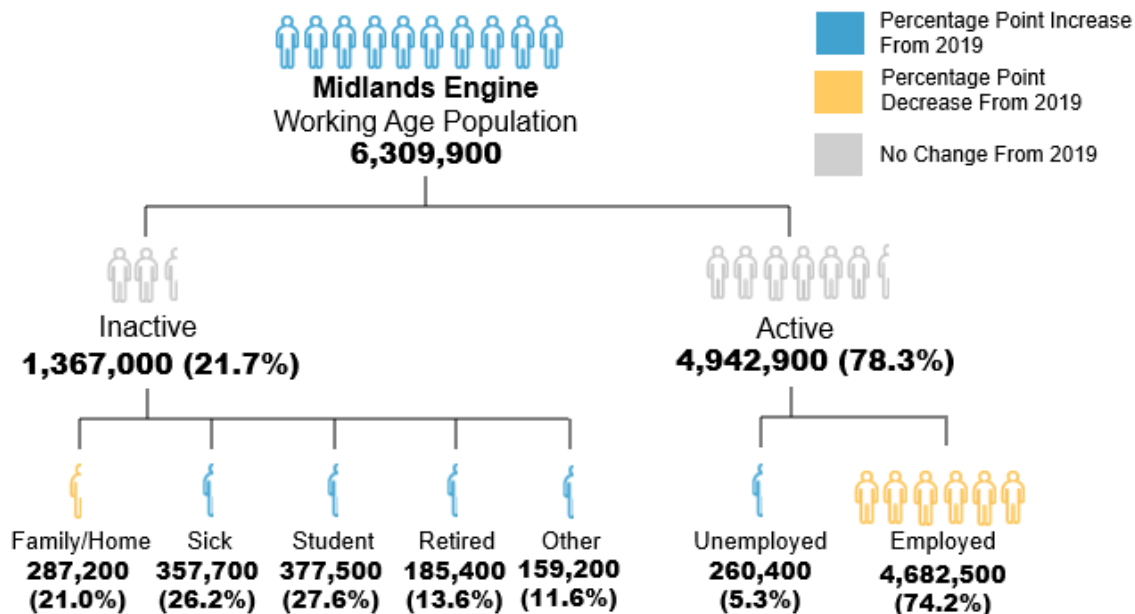 Midlands Engine
Working Age Population
6,309,900
Percentage Point Increase
From 2019
Percentage Point
Decrease From 2019
No Change From 2019
Inactive
1,367,000 (21.7%)
Active
4,942,900 (78.3%)
Family/Home
287,200
(21.0%)
Sick
357,700
(26.2%)
Student
377,500
(27.6%)
Retired
185,400
(13.6%)
Other
159,200
(11.6%)
Unemployed
260,400
(5.3%)
Employed
4,682,500
(74.2%)